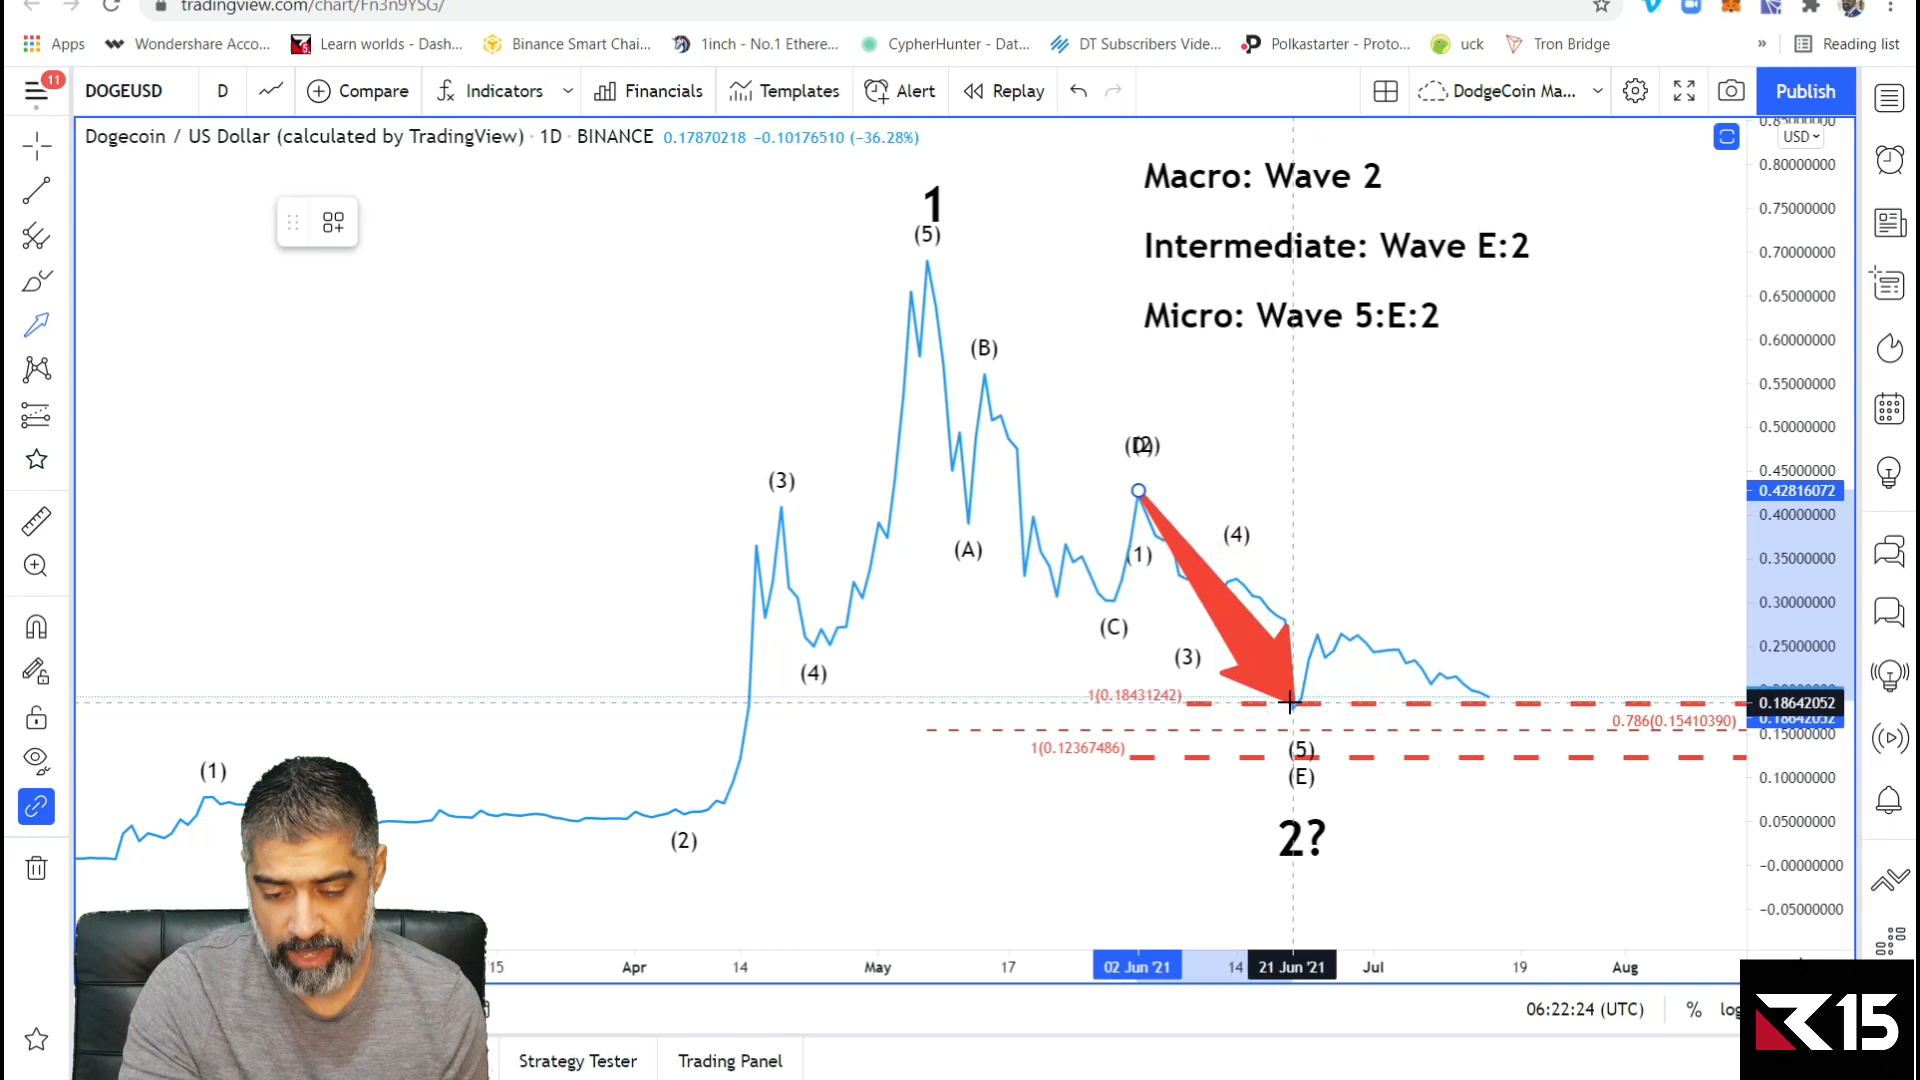 tradingview.com/chart/Fn3n9YSG/
Apps
Wondershare Acco...
Learn worlds - Dash...
Binance Smart Chai...
1inch - No.1 Ethere...
CypherHunter - Dat...
DT Subscribers Vide...
Polkastarter - Proto...
uck
Tron Bridge
»
Reading list
11
DOGEUSD
D
Compare
Indicators
Financials
Templates
Alert
Replay
DodgeCoin Ma...
Publish
Dogecoin / US Dollar (calculated by TradingView) · 1D · BINANCE 0.17870218 −0.10176510 (−36.28%)
USD
Macro: Wave 2
Intermediate: Wave E:2
Micro: Wave 5:E:2
1
(5)
(B)
(3)
(A)
(4)
(C)
(1)
(4)
(3)
(1)
(2)
1(0.18431242)
0.786(0.15410390)
1(0.12367486)
(5)
(E)
2?
0.85000000
0.80000000
0.75000000
0.70000000
0.65000000
0.60000000
0.55000000
0.50000000
0.45000000
0.42816072
0.40000000
0.35000000
0.30000000
0.25000000
0.18642052
0.18642052
0.15000000
0.10000000
0.05000000
−0.00000000
−0.05000000
15
Apr
14
May
17
02 Jun '21
14
21 Jun '21
Jul
19
Aug
06:22:24 (UTC)
%
log
Strategy Tester
Trading Panel
15